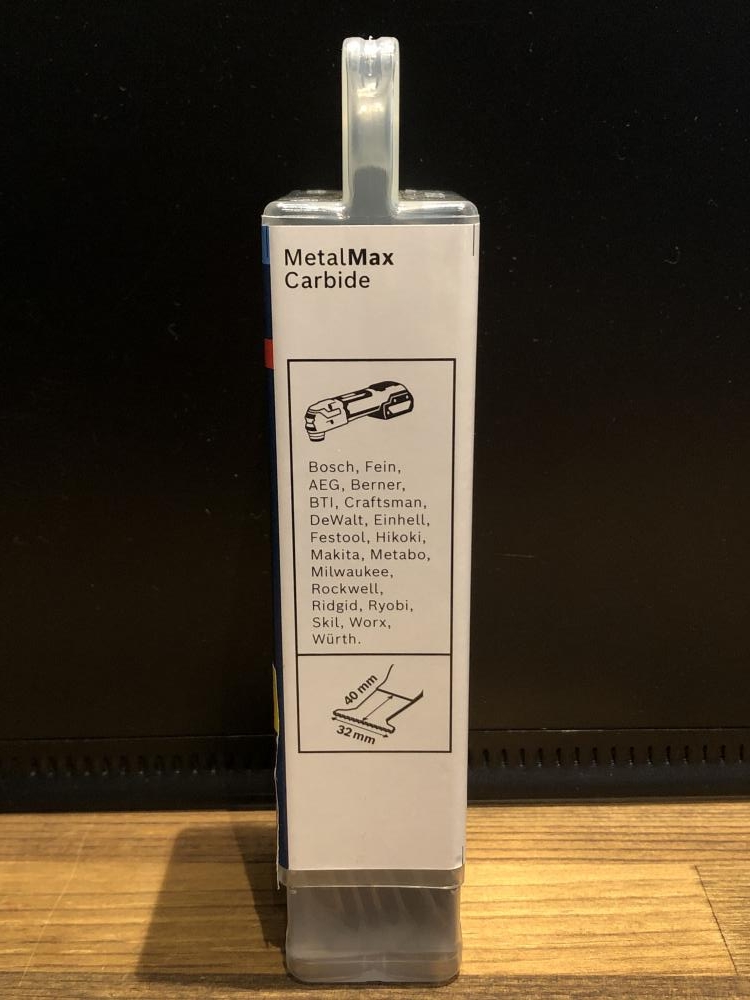 MetalMax
Carbide
Bosch, Fein,
AEG, Berner,
BTI, Craftsman,
DeWalt, Einhell,
Festool, Hikoki,
Makita, Metabo,
Milwaukee,
Rockwell,
Ridgid, Ryobi,
Skil, Worx,
Würth.
40 mm
32 mm